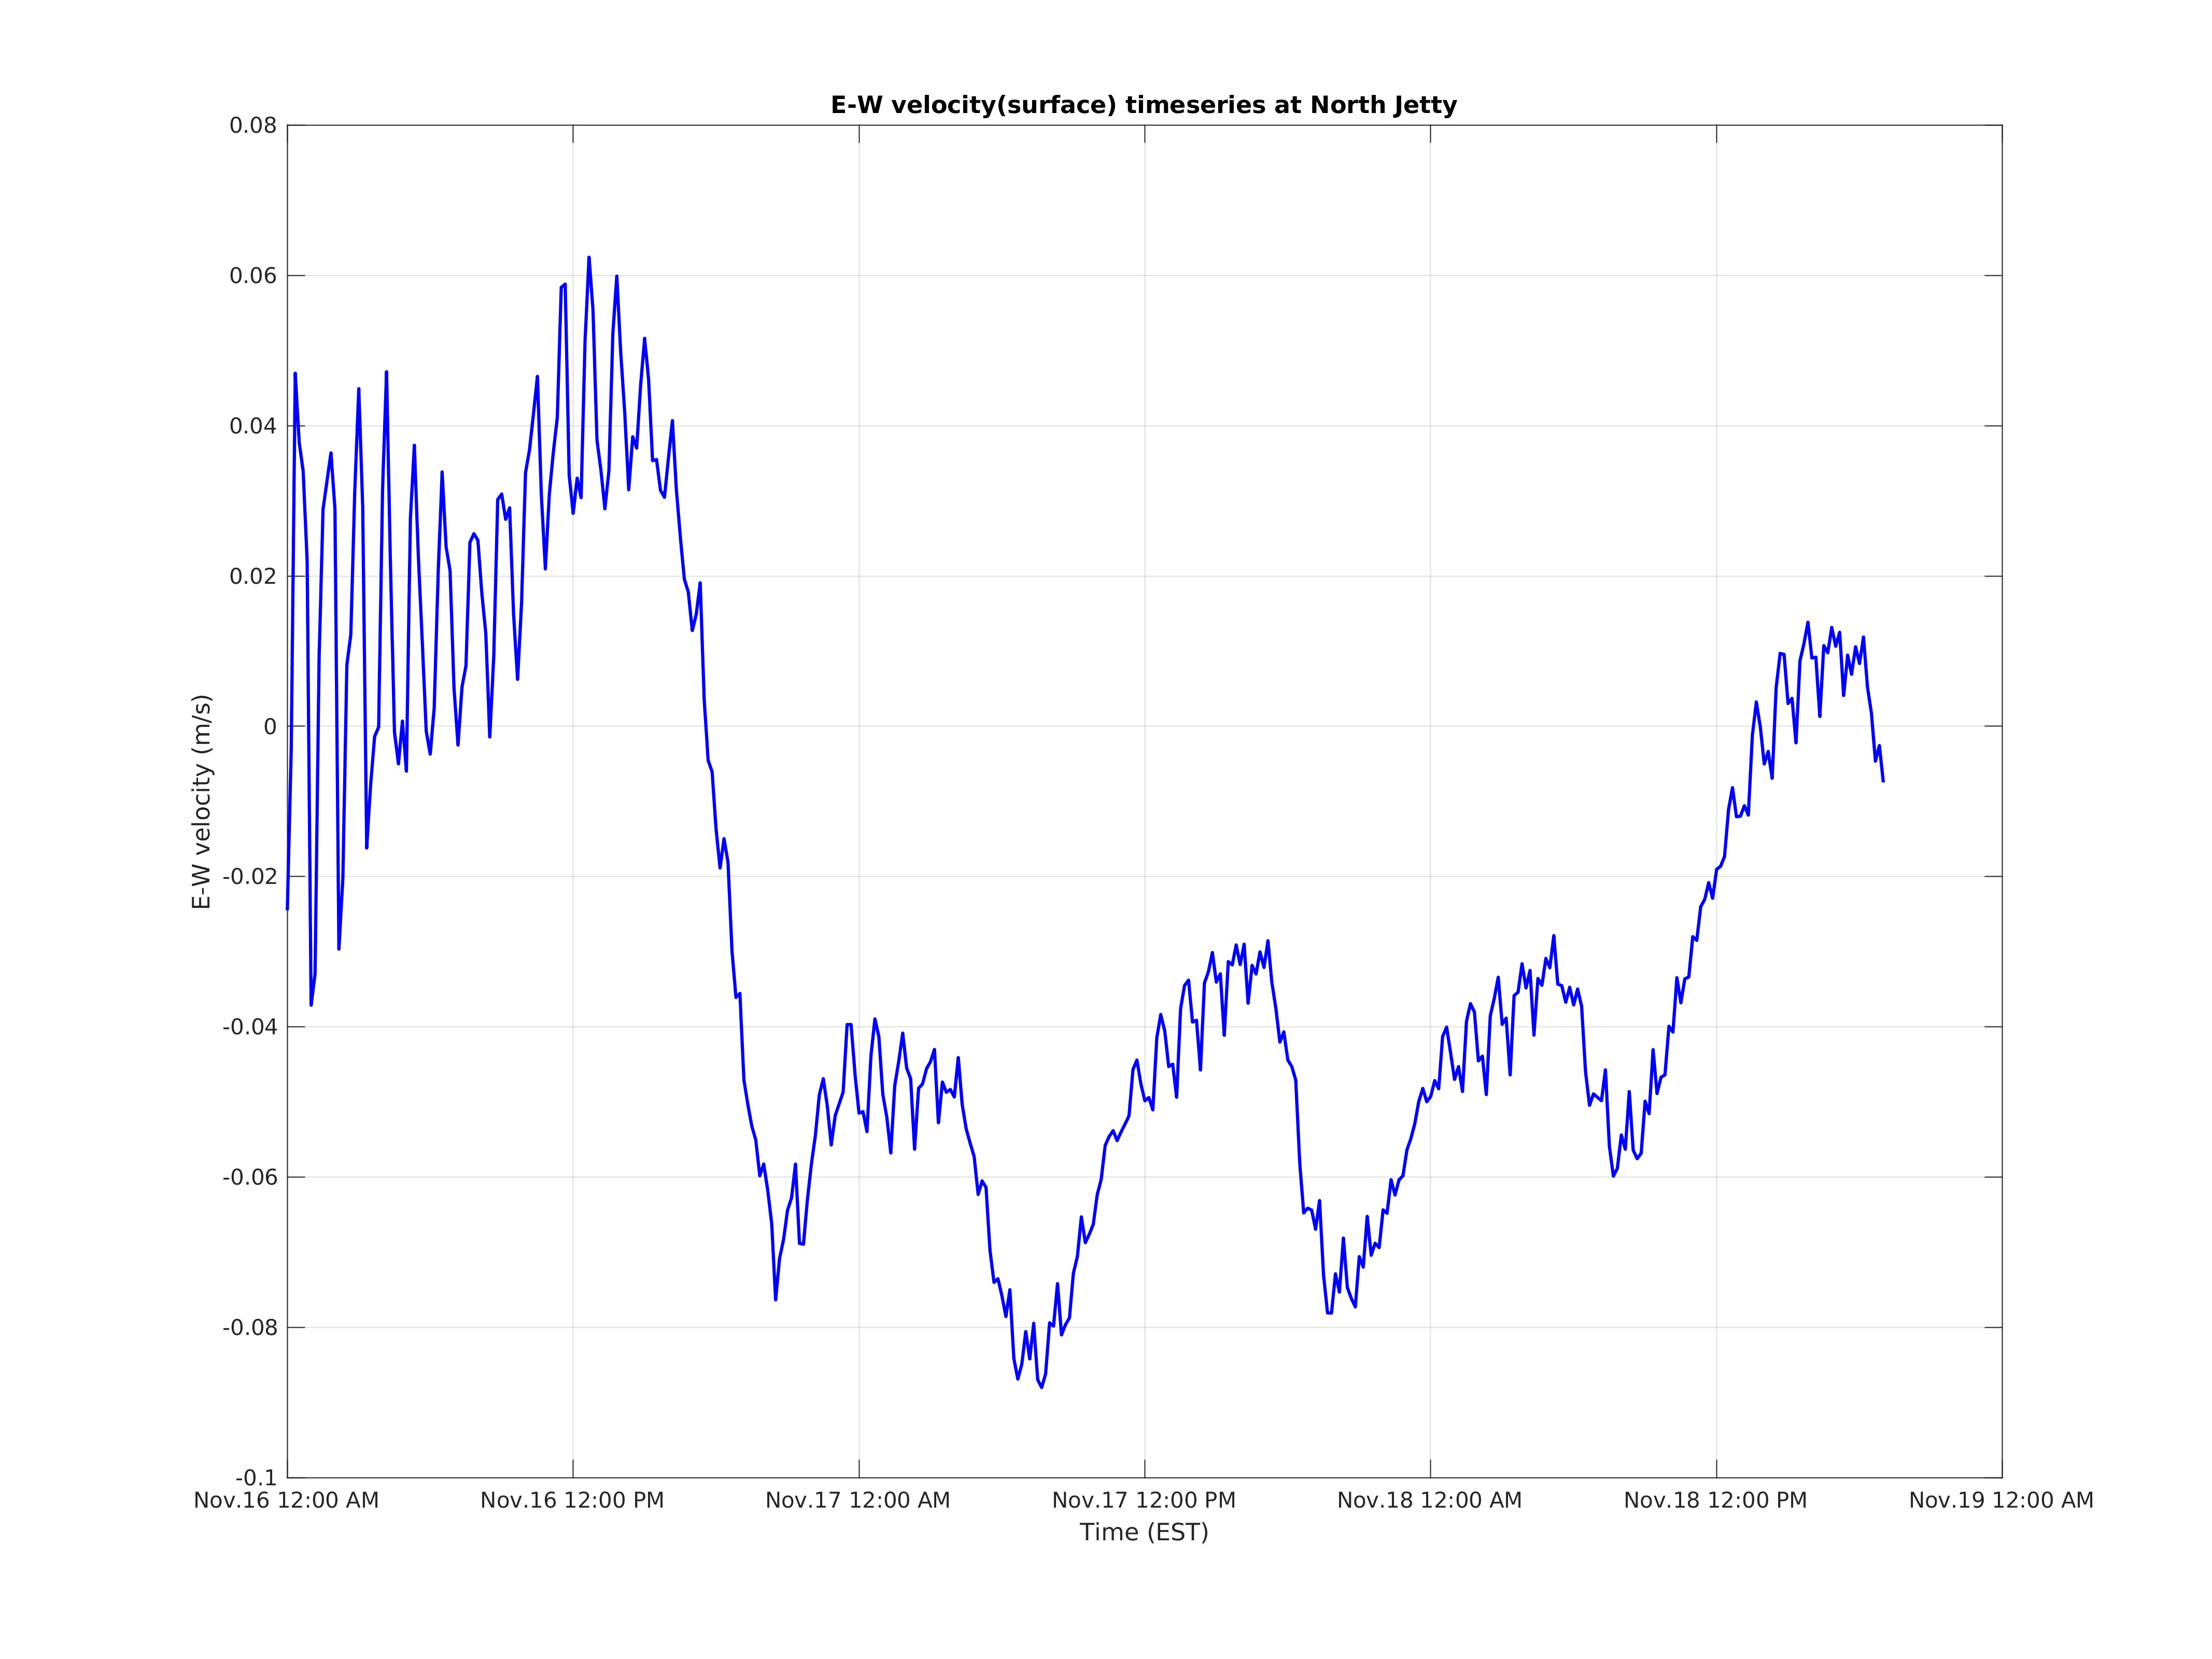 E-W velocity(surface) timeseries at North Jetty
0.08
0.06
0.04
0.02
0
-0.02
-0.04
-0.06
-0.08
-0.1
E-W velocity (m/s)
Nov.16 12:00 AM Nov.16 12:00 PM Nov.17 12:00 AM Nov.17 12:00 PM Nov.18 12:00 AM Nov.18 12:00 PM Nov.19 12:00 AM
Time (EST)